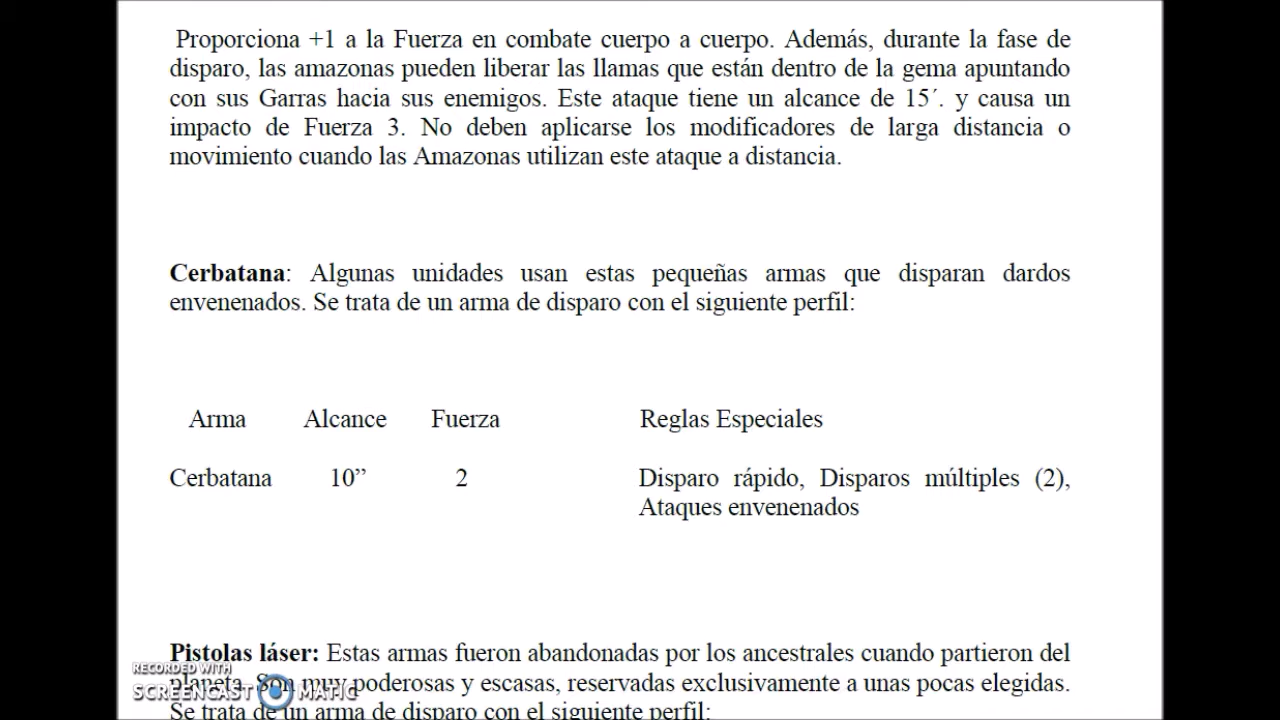 Proporciona +1 a la Fuerza en combate cuerpo a cuerpo. Además, durante la fase de
disparo, las amazonas pueden liberar las llamas que están dentro de la gema apuntando
con sus Garras hacia sus enemigos. Este ataque tiene un alcance de 15´. y causa un
impacto de Fuerza 3. No deben aplicarse los modificadores de larga distancia o
movimiento cuando las Amazonas utilizan este ataque a distancia.
Cerbatana: Algunas unidades usan estas pequeñas armas que disparan dardos
envenenados. Se trata de un arma de disparo con el siguiente perfil:
Arma Alcance Fuerza Reglas Especiales
Cerbatana 10” 2 Disparo rápido, Disparos múltiples (2),
Ataques envenenados
Pistolas láser: Estas armas fueron abandonadas por los ancestrales cuando partieron del
planeta. Son muy poderosas y escasas, reservadas exclusivamente a unas pocas elegidas.
Se trata de un arma de disparo con el siguiente perfil:
RECORDED WITH
SCREENCAST MATIC